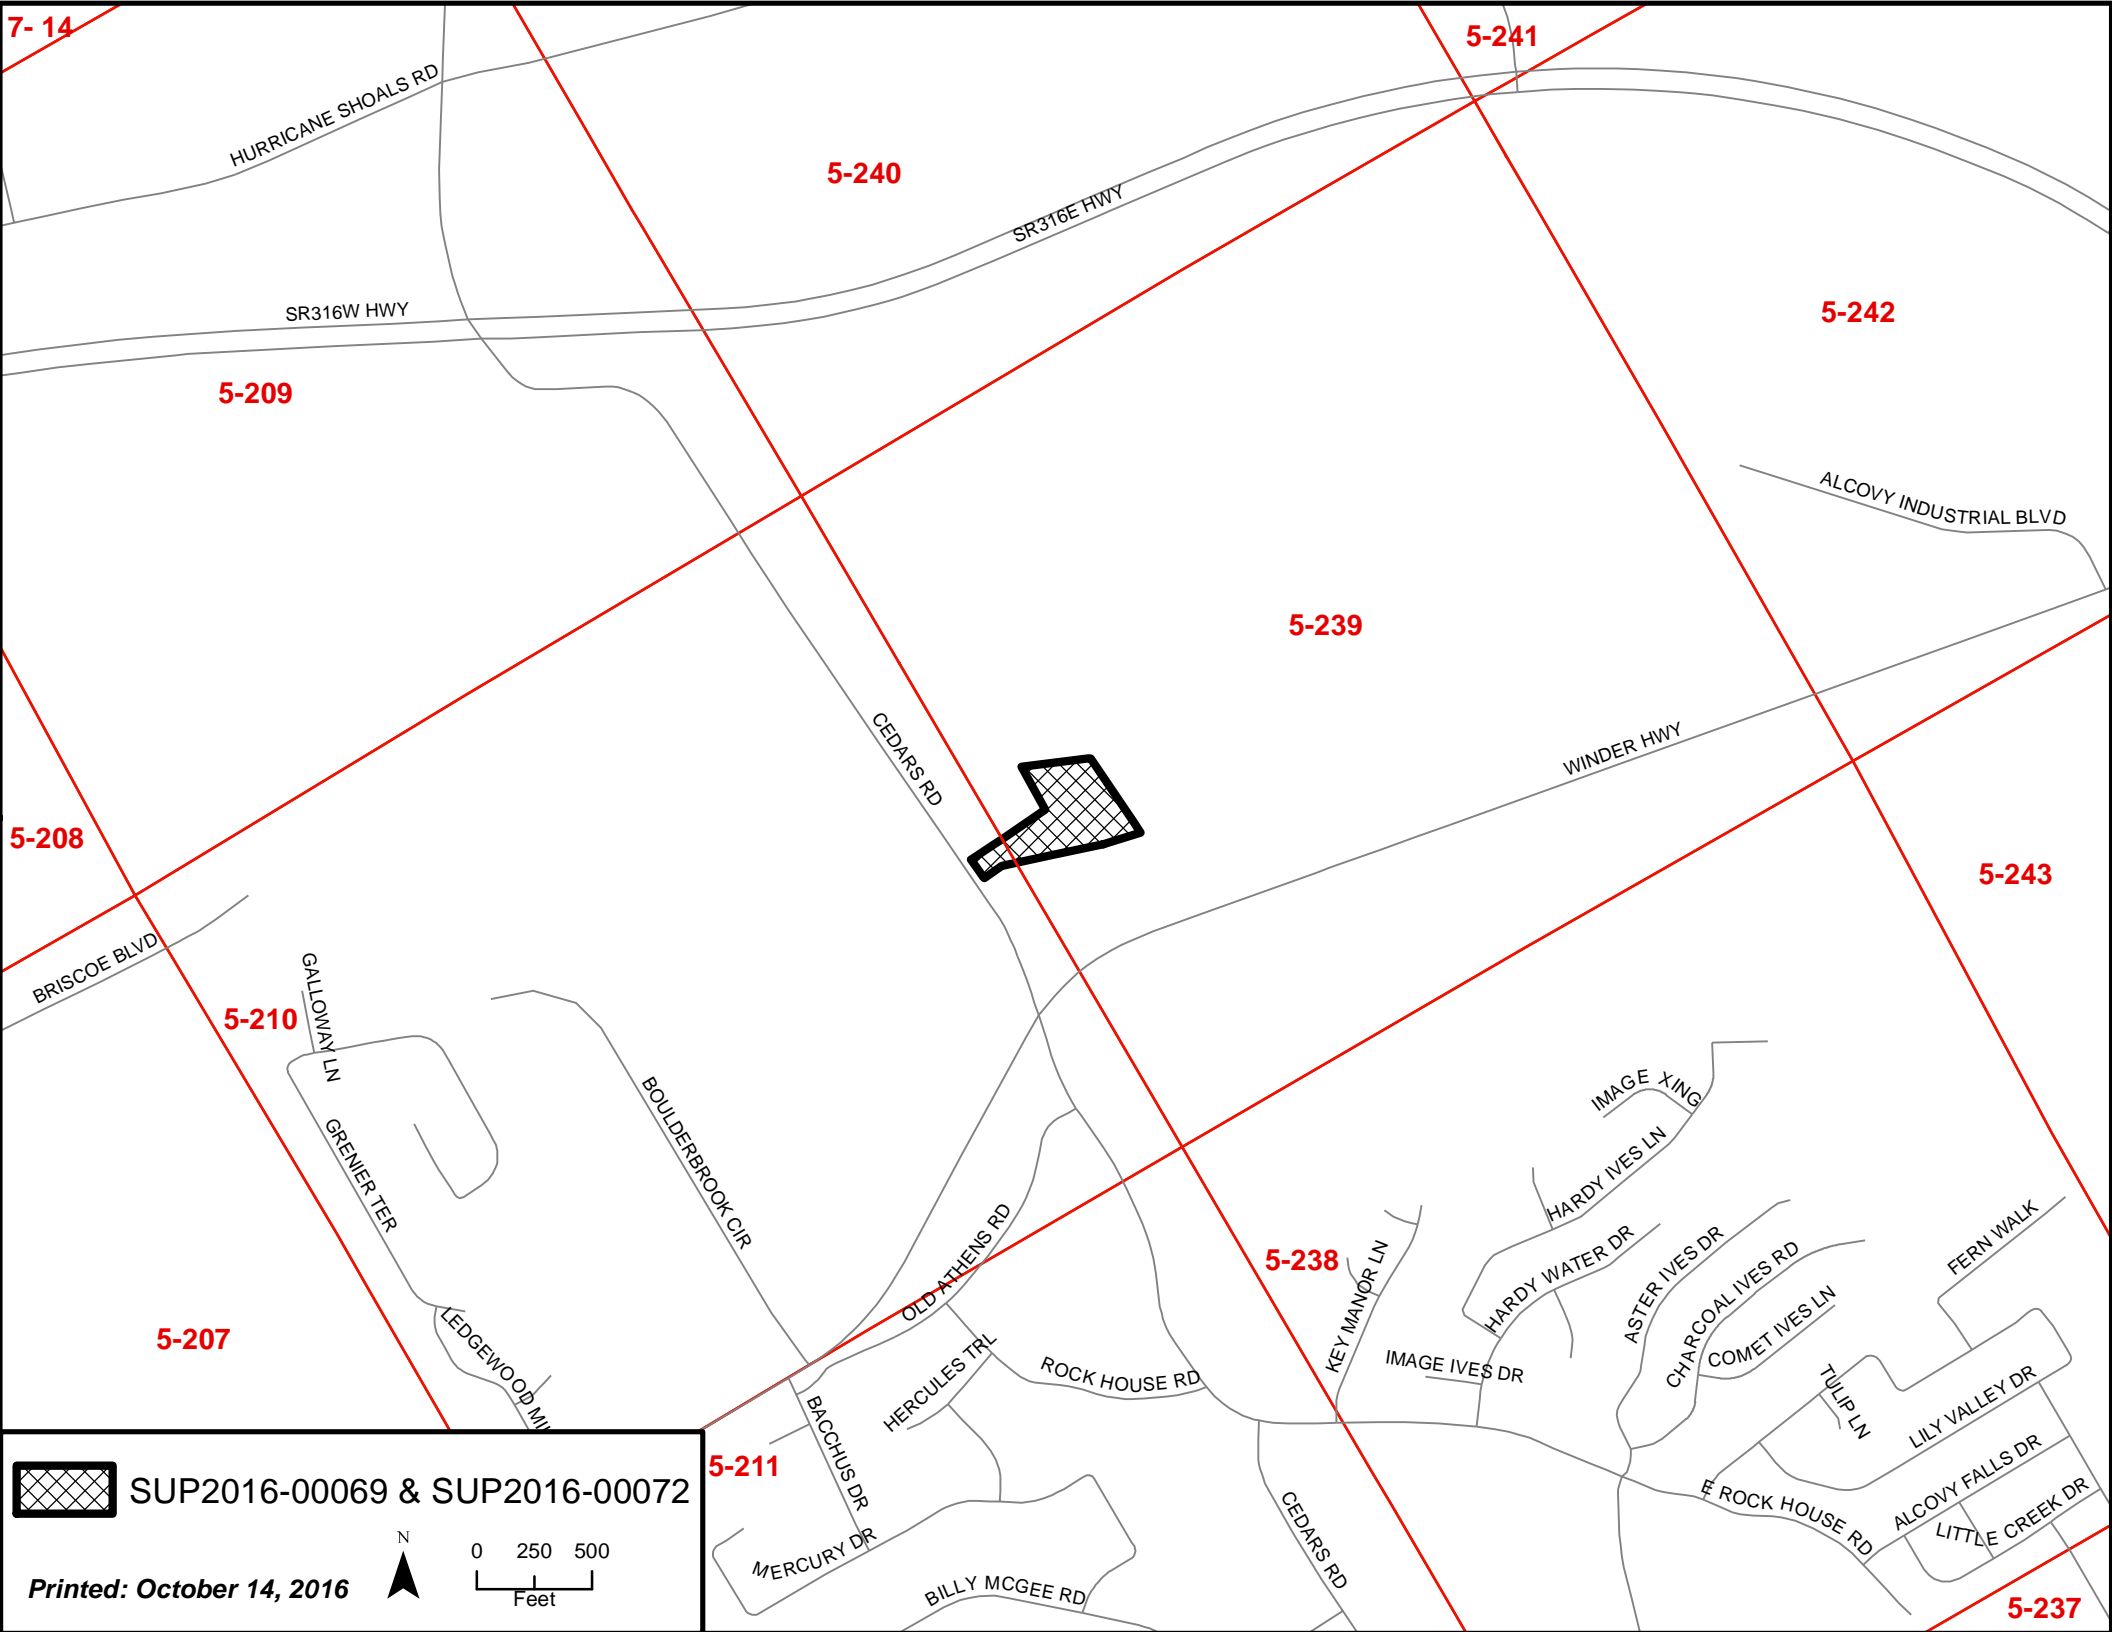 7- 14
5-241
HURRICANE SHOALS RD
5-240
SR316E HWY
SR316W HWY
5-242
5-209
ALCOVY INDUSTRIAL BLVD
5-239
CEDARS RD
WINDER HWY
5-208
5-243
BRISCOE BLVD
GALLOWAY LN
5-210
BOULDERBROOK CIR
IMAGE XING
GRENIER TER
HARDY IVES LN
OLD ATHENS RD
5-238
KEY MANOR LN
HARDY WATER DR
ASTER IVES DR
CHARCOAL IVES RD
FERN WALK
COMET IVES LN
5-207
LEDGEWOOD MIL
HERCULES TRL
ROCK HOUSE RD
IMAGE IVES DR
TULIP LN
LILY VALLEY DR
BACCHUS DR
5-211
ALCOVY FALLS DR
E ROCK HOUSE RD
LITTLE CREEK DR
MERCURY DR
CEDARS RD
BILLY MCGEE RD
5-237
SUP2016-00069 & SUP2016-00072
N
0 250 500
Feet
Printed: October 14, 2016